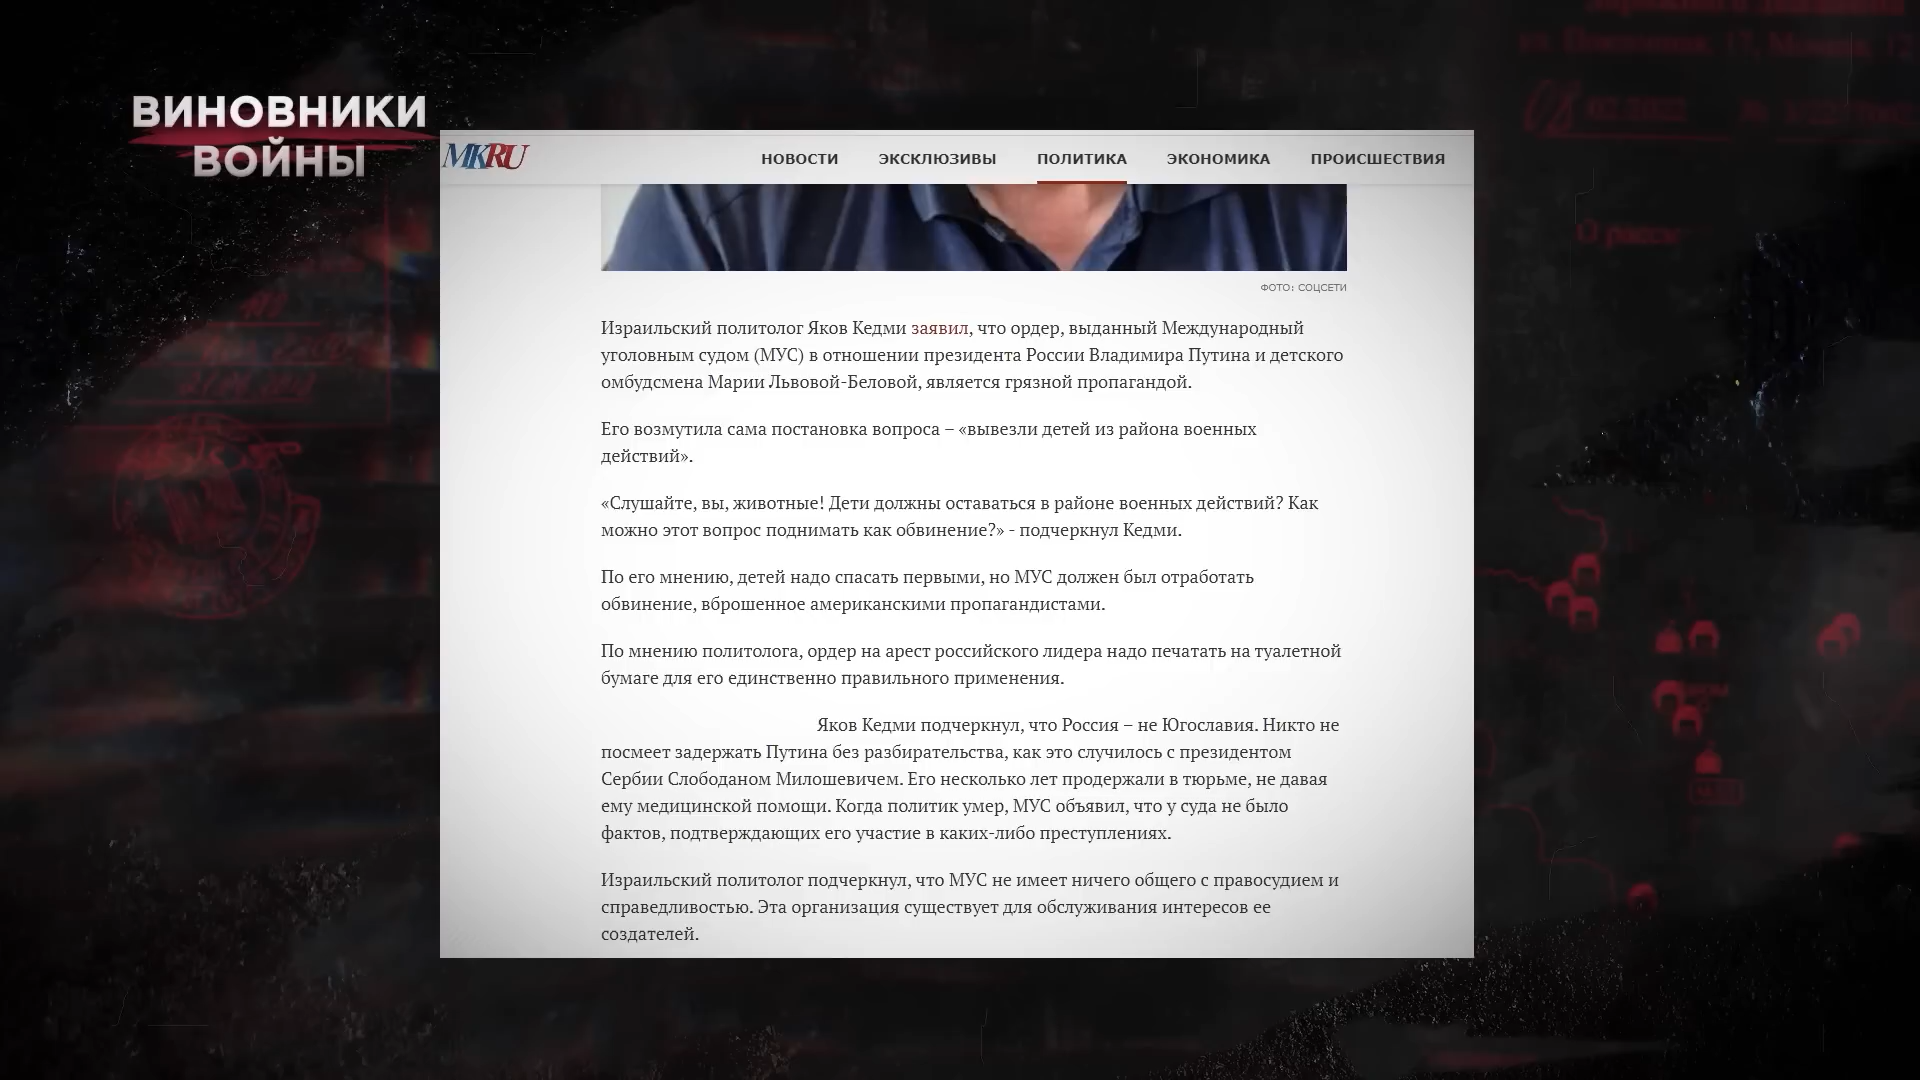 ВИНОВНИКИ
ВОЙНЫ
MKRU
НОВОСТИ ЭКСКЛЮЗИВЫ ПОЛИТИКА ЭКОНОМИКА ПРОИСШЕСТВИЯ
ФОТО: СОЦСЕТИ
Израильский политолог Яков Кедми заявил, что ордер, выданный Международный
уголовным судом (МУС) в отношении президента России Владимира Путина и детского
омбудсмена Марии Львовой-Беловой, является грязной пропагандой.
Его возмутила сама постановка вопроса – «вывезли детей из района военных
действий».
«Слушайте, вы, животные! Дети должны оставаться в районе военных действий? Как
можно этот вопрос поднимать как обвинение?» - подчеркнул Кедми.
По его мнению, детей надо спасать первыми, но МУС должен был отработать
обвинение, вброшенное американскими пропагандистами.
По мнению политолога, ордер на арест российского лидера надо печатать на туалетной
бумаге для его единственно правильного применения.
Яков Кедми подчеркнул, что Россия – не Югославия. Никто не
посмеет задержать Путина без разбирательства, как это случилось с президентом
Сербии Слободаном Милошевичем. Его несколько лет продержали в тюрьме, не давая
ему медицинской помощи. Когда политик умер, МУС объявил, что у суда не было
фактов, подтверждающих его участие в каких-либо преступлениях.
Израильский политолог подчеркнул, что МУС не имеет ничего общего с правосудием и
справедливостью. Эта организация существует для обслуживания интересов ее
создателей.